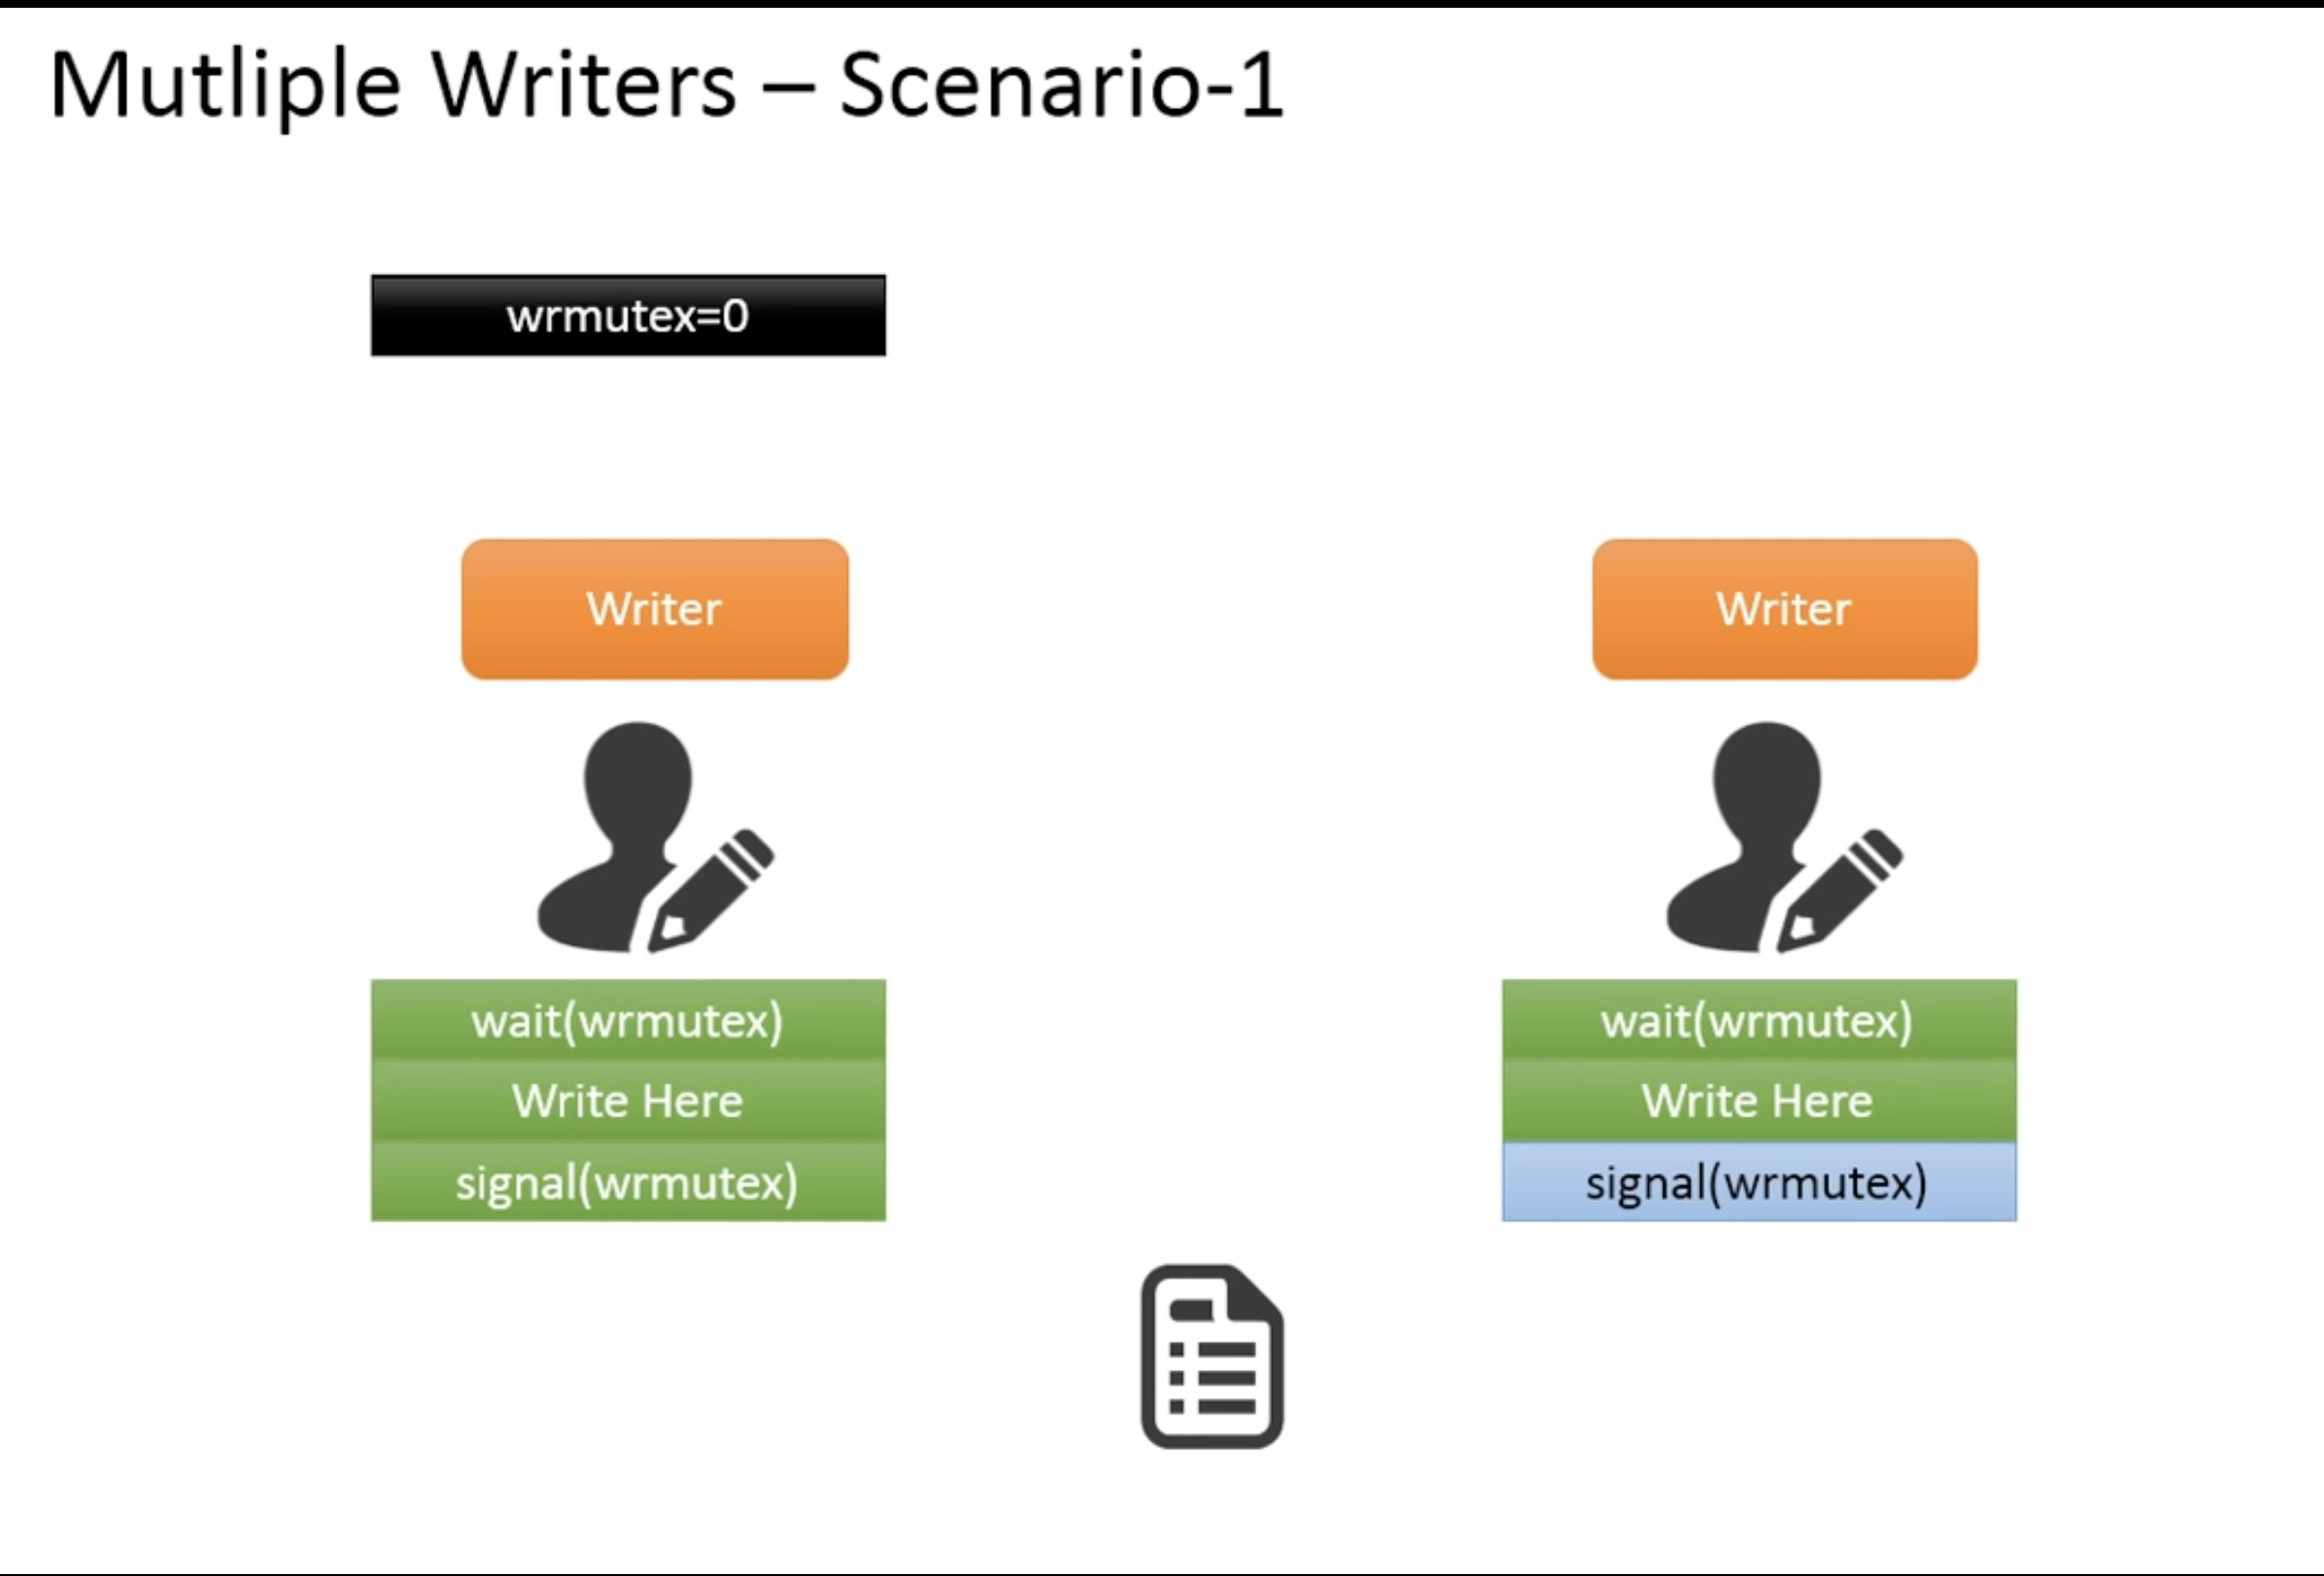 Mutliple Writers – Scenario-1
wrmutex=0
Writer
wait(wrmutex)
Write Here
signal(wrmutex)
Writer
wait(wrmutex)
Write Here
signal(wrmutex)